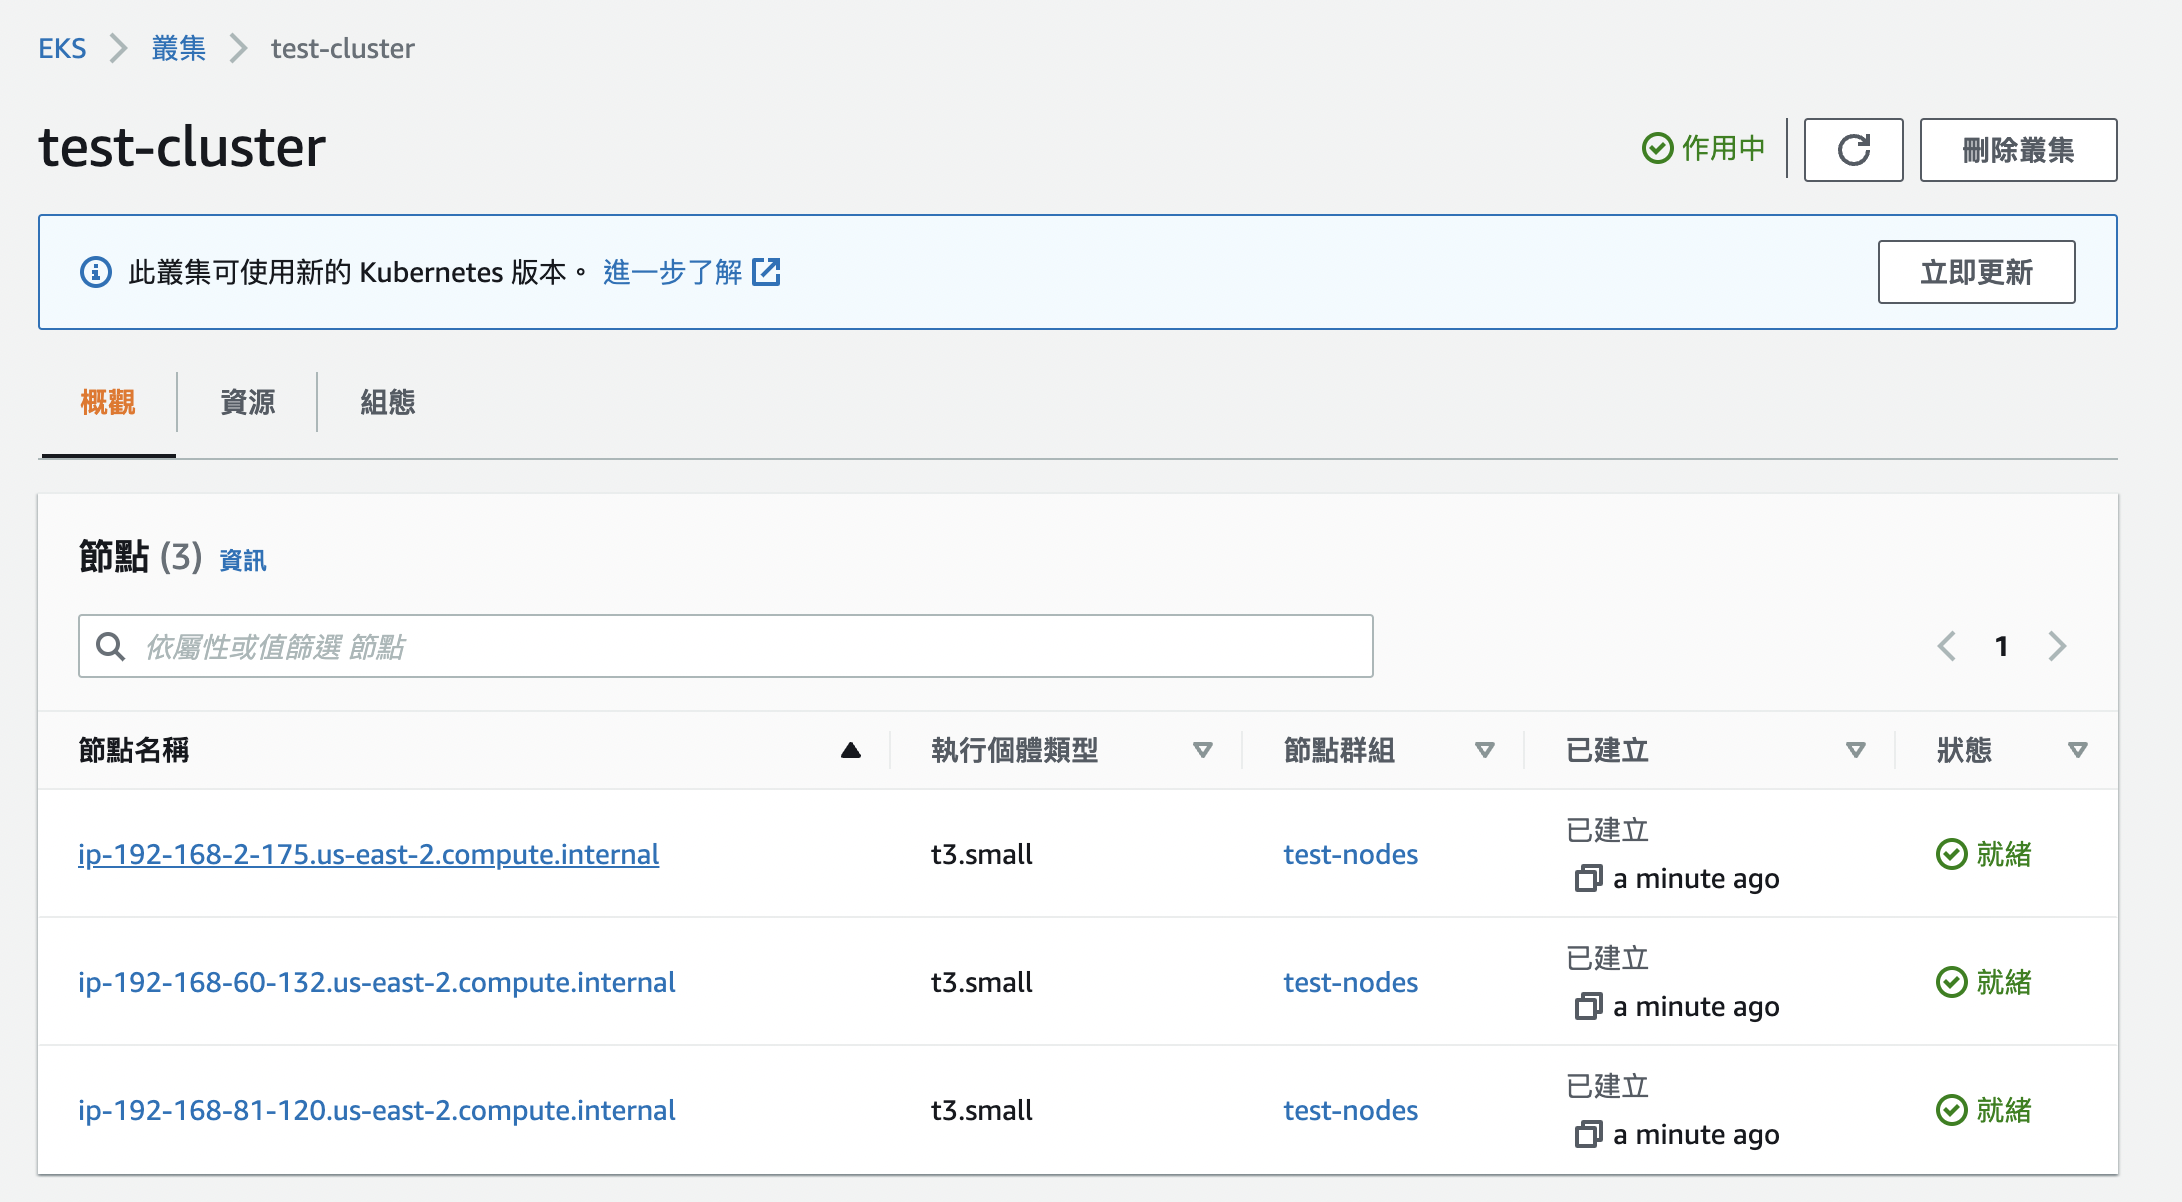 EKS > 叢集 > test-cluster
test-cluster
作用中
刪除叢集
此叢集可使用新的 Kubernetes 版本。 進一步了解
立即更新
概觀 資源 組態
節點 (3) 資訊
依屬性或值篩選 節點
1
節點名稱 執行個體類型 節點群組 已建立 狀態
ip-192-168-2-175.us-east-2.compute.internal t3.small test-nodes 已建立 a minute ago 就緒
ip-192-168-60-132.us-east-2.compute.internal t3.small test-nodes 已建立 a minute ago 就緒
ip-192-168-81-120.us-east-2.compute.internal t3.small test-nodes 已建立 a minute ago 就緒